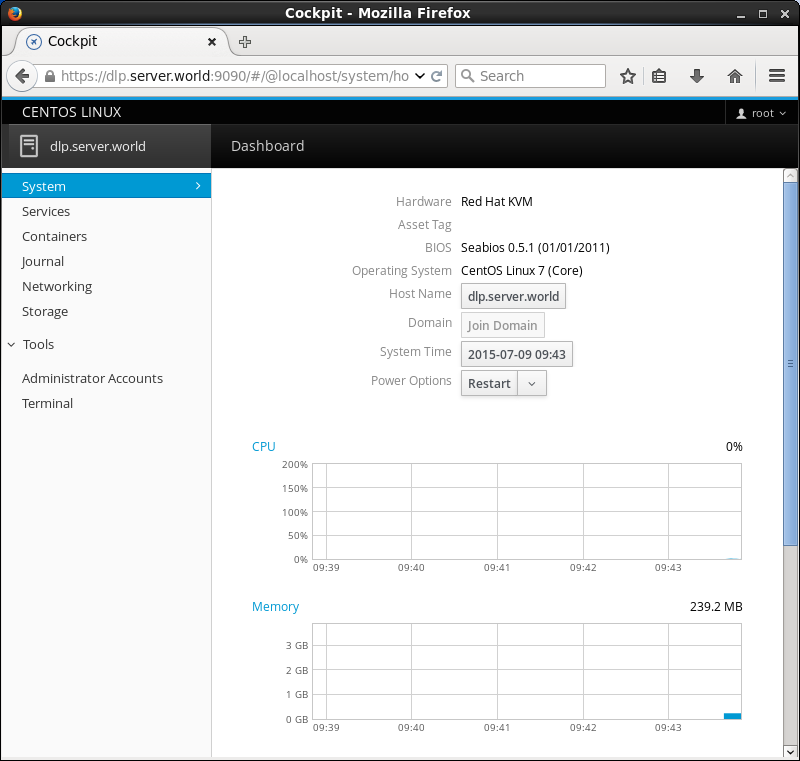 Cockpit - Mozilla Firefox
Cockpit
https://dlp.server.world:9090/#/@localhost/system/ho
Search
CENTOS LINUX
root
dlp.server.world
Dashboard
System
Services
Containers
Journal
Networking
Storage
Tools
Administrator Accounts
Terminal
Hardware Red Hat KVM
Asset Tag
BIOS Seabios 0.5.1 (01/01/2011)
Operating System CentOS Linux 7 (Core)
Host Name dlp.server.world
Domain Join Domain
System Time 2015-07-09 09:43
Power Options Restart
CPU 0%
200%
150%
100%
50%
0%
09:39 09:40 09:41 09:42 09:43
Memory 239.2 MB
3 GB
2 GB
1 GB
0 GB
09:39 09:40 09:41 09:42 09:43